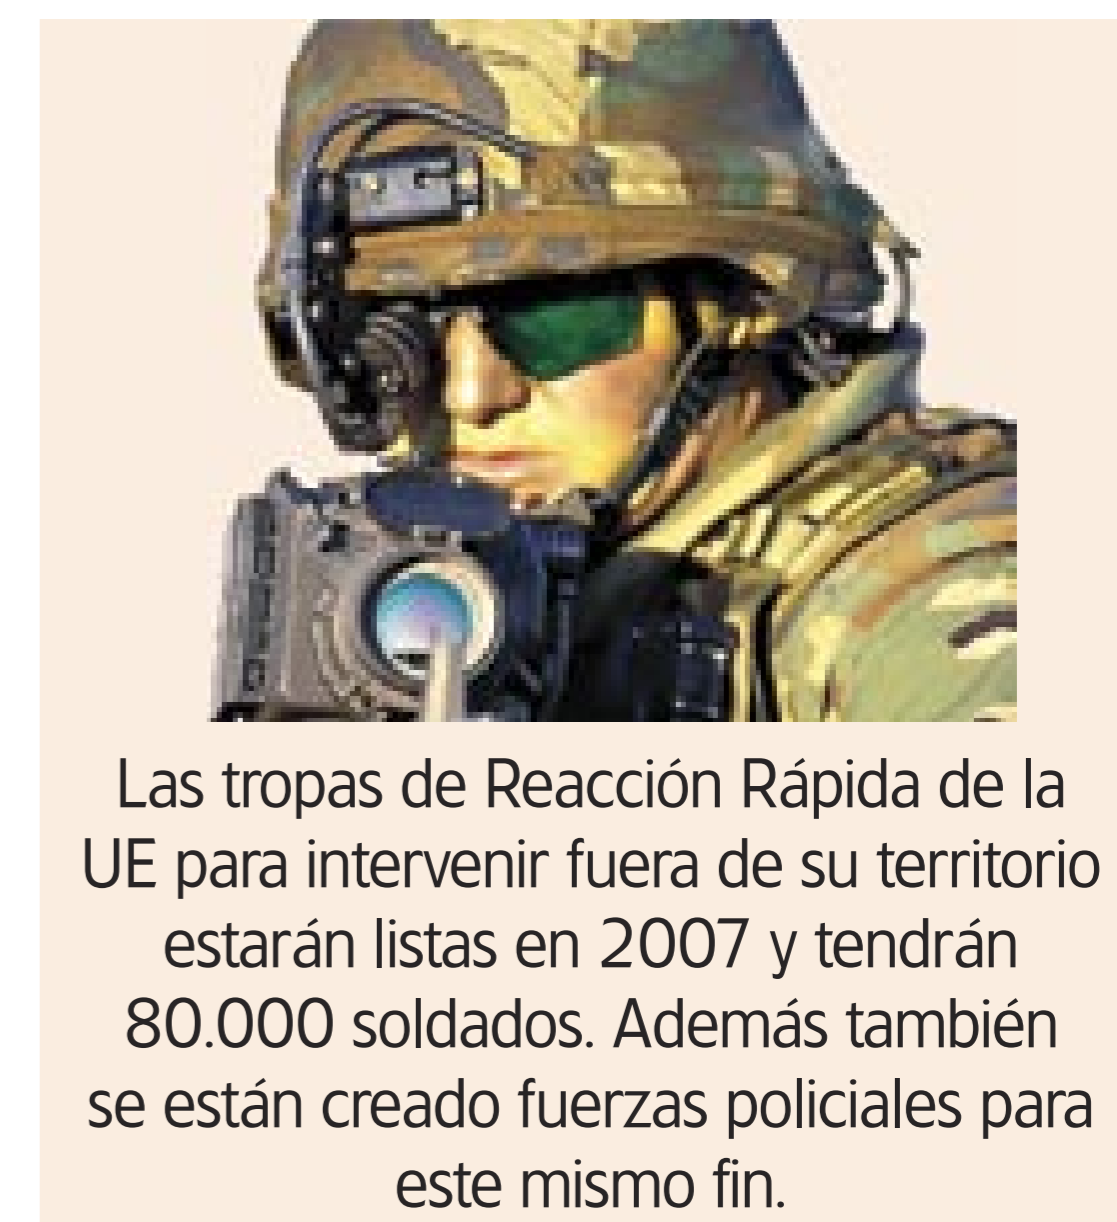 Las tropas de Reacción Rápida de la
UE para intervenir fuera de su territorio
estarán listas en 2007 y tendrán
80.000 soldados. Además también
se están creado fuerzas policiales para
este mismo fin.